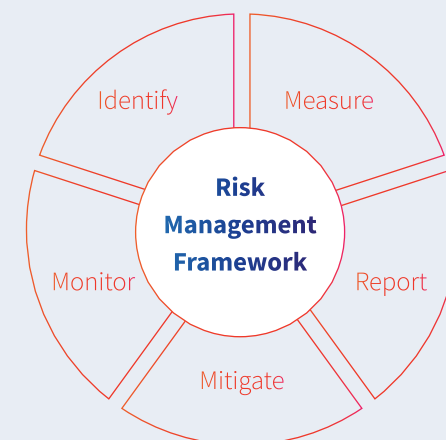 Identify
Measure
Risk
Management
Framework
Monitor
Report
Mitigate